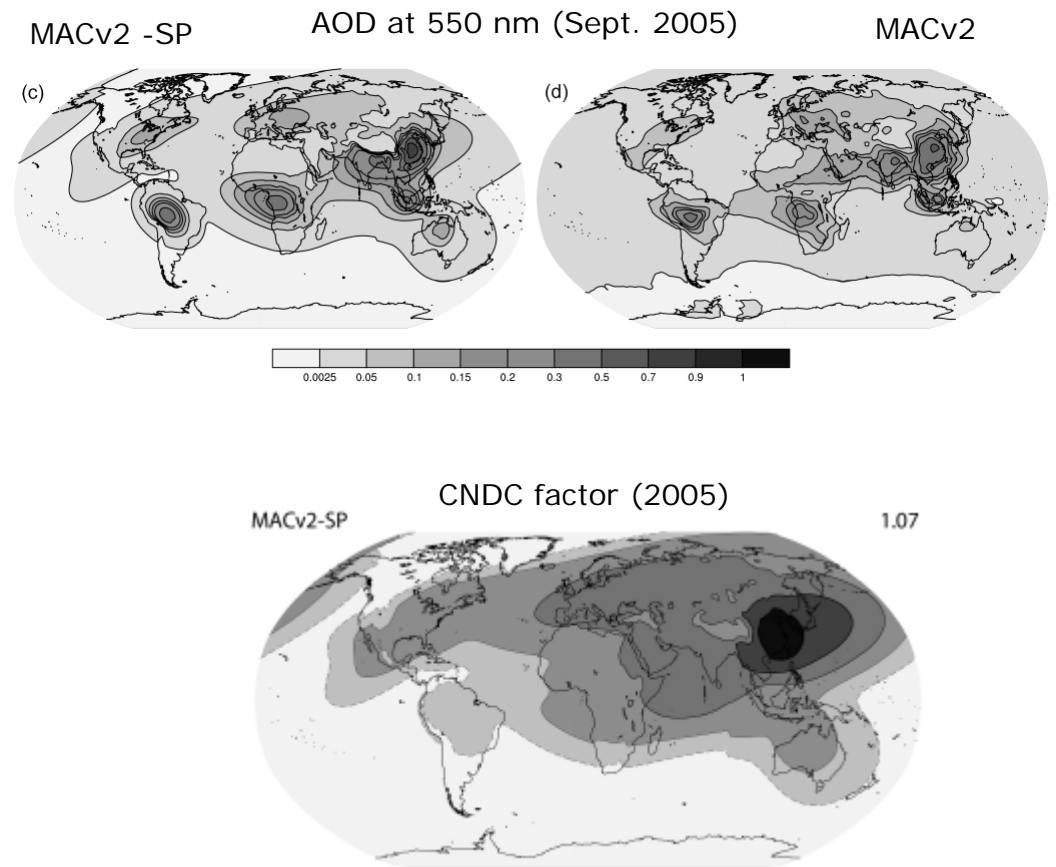 MACv2 -SP
AOD at 550 nm (Sept. 2005)
MACv2
(c)
(d)
0.0025 0.05 0.1 0.15 0.2 0.3 0.5 0.7 0.9 1
CNDC factor (2005)
MACv2-SP
1.07